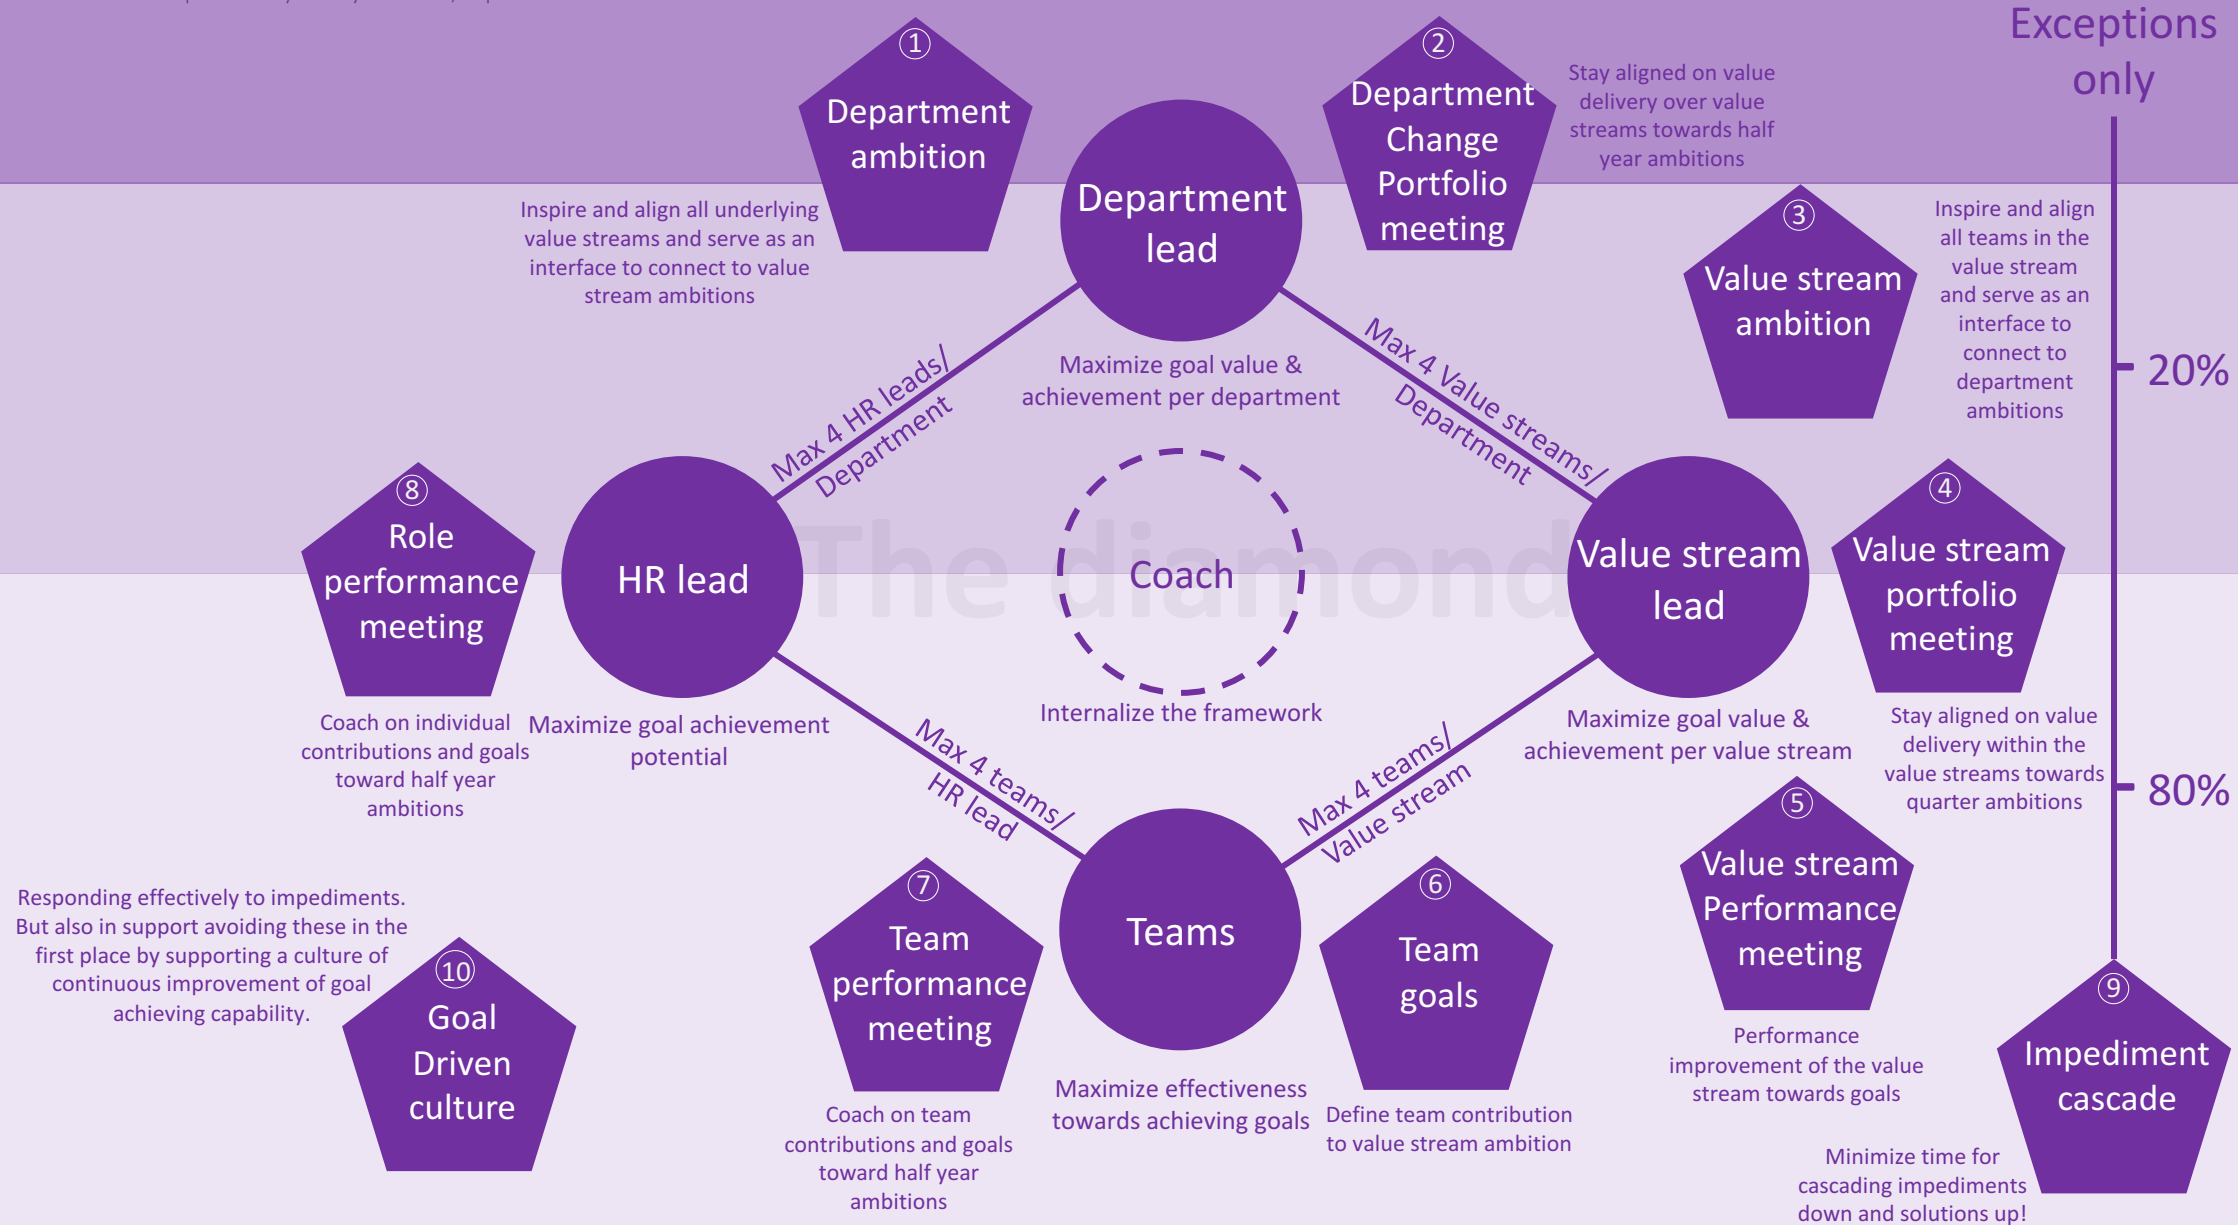 Exceptions
only
①
Department
ambition
Inspire and align all underlying
value streams and serve as an
interface to connect to value
stream ambitions
Department
lead
Maximize goal value &
achievement per department
②
Department
Change
Portfolio
meeting
Stay aligned on value
delivery over value
streams towards half
year ambitions
③
Value stream
ambition
Inspire and align
all teams in the
value stream
and serve as an
interface to
connect to
department
ambitions
20%
Max 4 HR leads/
Department
Max 4 Value streams/
Department
⑧
Role
performance
meeting
Coach on individual
contributions and goals
toward half year
ambitions
HR lead
Maximize goal achievement
potential
The diamond
Coach
Internalize the framework
Value stream
lead
Maximize goal value &
achievement per value stream
④
Value stream
portfolio
meeting
Stay aligned on value
delivery within the
value streams towards
quarter ambitions
80%
Max 4 teams/
HR lead
Max 4 teams/
Value stream
Responding effectively to impediments.
But also in support avoiding these in the
first place by supporting a culture of
continuous improvement of goal
achieving capability.
⑩
Goal
Driven
culture
⑦
Team
performance
meeting
Coach on team
contributions and goals
toward half year
ambitions
Teams
Maximize effectiveness
towards achieving goals
⑥
Team
goals
Define team contribution
to value stream ambition
⑤
Value stream
Performance
meeting
Performance
improvement of the value
stream towards goals
⑨
Impediment
cascade
Minimize time for
cascading impediments
down and solutions up!